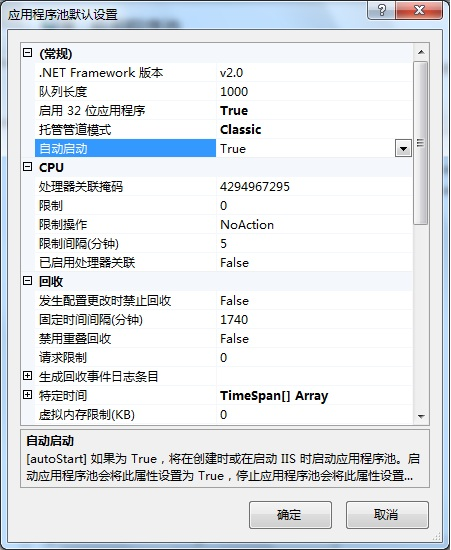 应用程序池默认设置
(常规)
.NET Framework 版本 v2.0
队列长度 1000
启用 32 位应用程序 True
托管管道模式 Classic
自动启动 True
CPU
处理器关联掩码 4294967295
限制 0
限制操作 NoAction
限制间隔(分钟) 5
已启用处理器关联 False
回收
发生配置更改时禁止回收 False
固定时间间隔(分钟) 1740
禁用重叠回收 False
请求限制 0
生成回收事件日志条目
特定时间 TimeSpan[] Array
虚拟内存限制(KB) 0
自动启动
[autoStart] 如果为 True，将在创建时或在启动 IIS 时启动应用程序池。启
动应用程序池会将此属性设置为 True，停止应用程序池会将此属性设置...
确定 取消